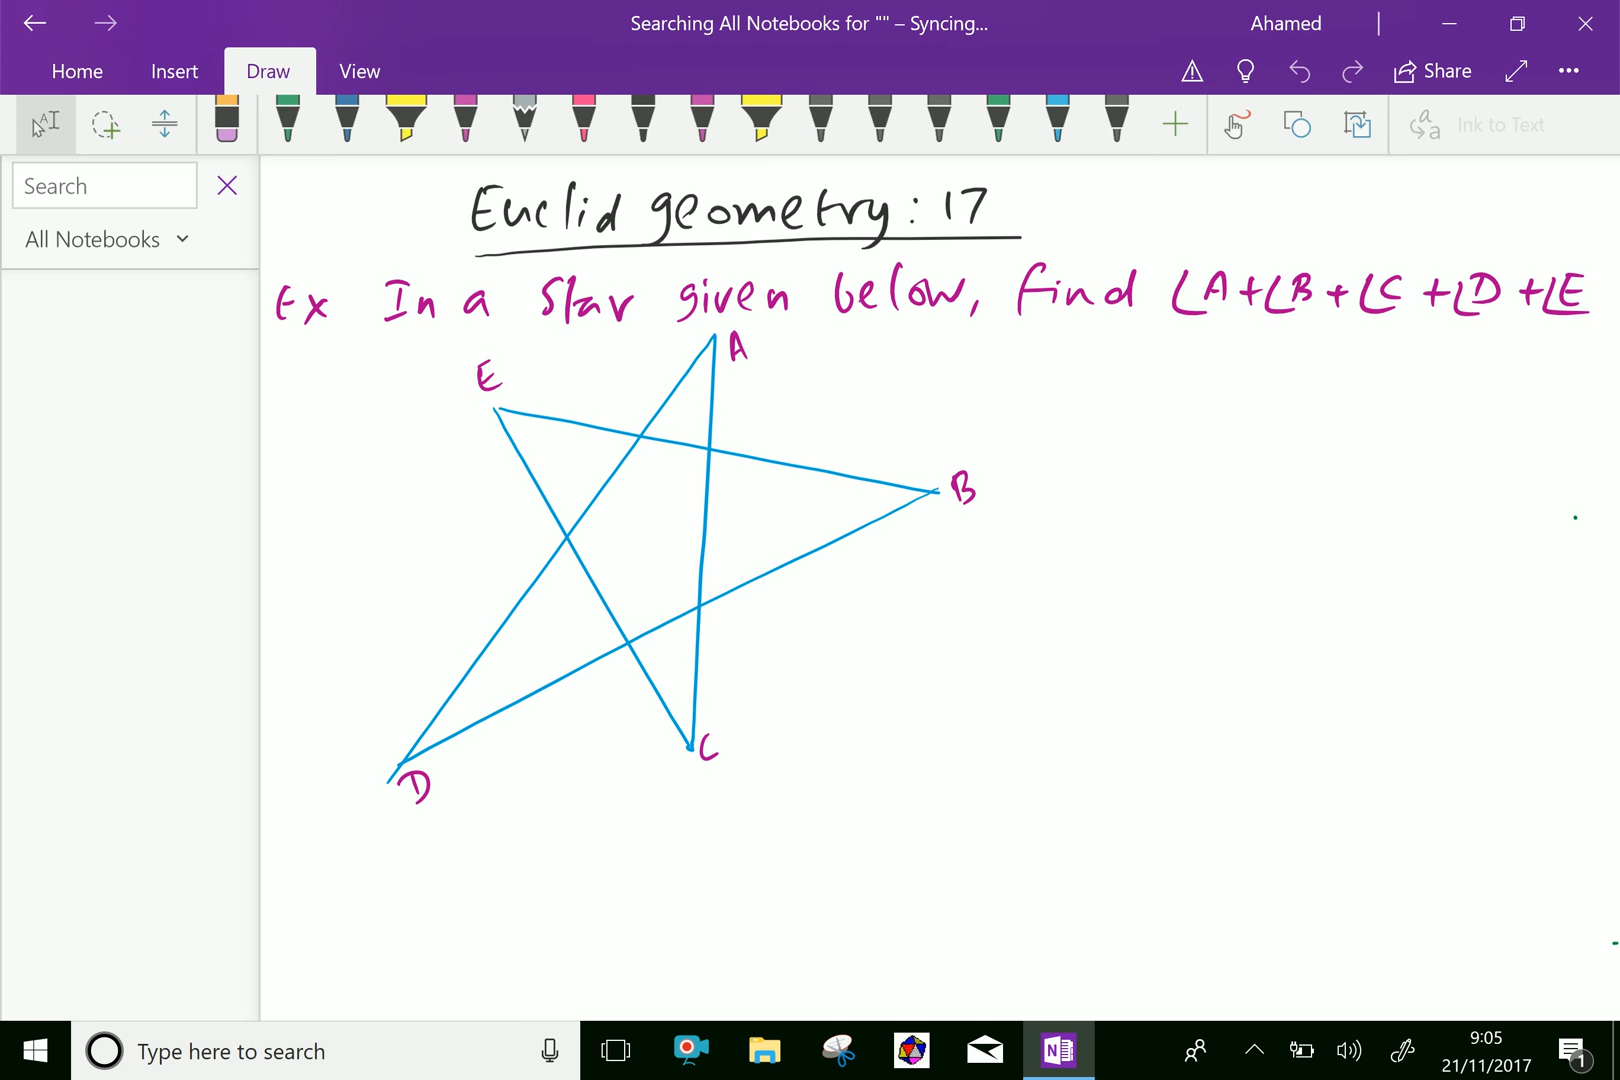 Searching All Notebooks for "" – Syncing...
Ahamed
Home Insert Draw View
Share
Ink to Text
Search
All Notebooks
Euclid geometry: 17
Ex In a Star given below, find ∠A+∠B+∠C+∠D+∠E
A
E
B
C
D
Type here to search
9:05
21/11/2017
1